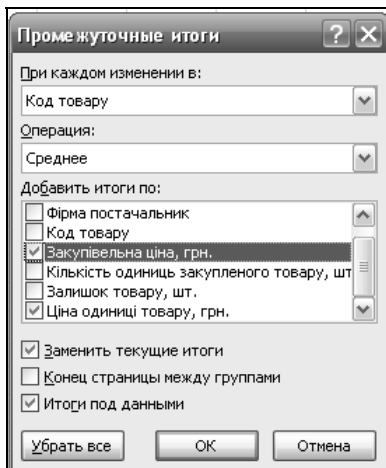 Промежуточные итоги
При каждом изменении в:
Код товару
Операция:
Среднее
Добавить итоги по:
Фірма постачальник
Код товару
Закупівельна ціна, грн.
Кількість одиниць закупленого товару, шт
Залишок товару, шт.
Ціна одиниці товару, грн.
Заменить текущие итоги
Конец страницы между группами
Итоги под данными
Убрать все ОК Отмена